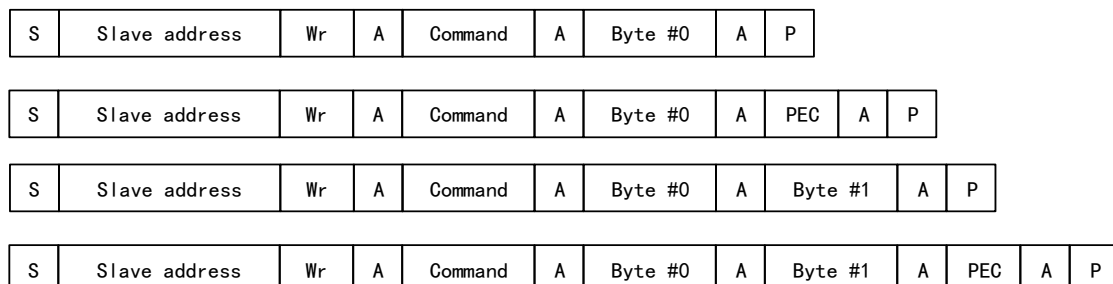 S Slave address Wr A Command A Byte #0 A P
S Slave address Wr A Command A Byte #0 A PEC A P
S Slave address Wr A Command A Byte #0 A Byte #1 A P
S Slave address Wr A Command A Byte #0 A Byte #1 A PEC A P